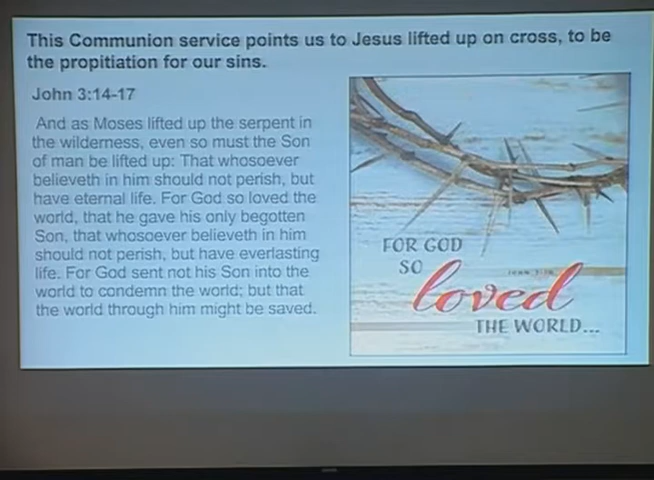 This Communion service points us to Jesus lifted up on cross, to be
the propitiation for our sins.
John 3:14-17
And as Moses lifted up the serpent in
the wilderness, even so must the Son
of man be lifted up: That whosoever
believeth in him should not perish, but
have eternal life. For God so loved the
world, that he gave his only begotten
Son, that whosoever believeth in him
should not perish, but have everlasting
life. For God sent not his Son into the
world to condemn the world; but that
the world through him might be saved.
FOR GOD
SO
loved
THE WORLD...